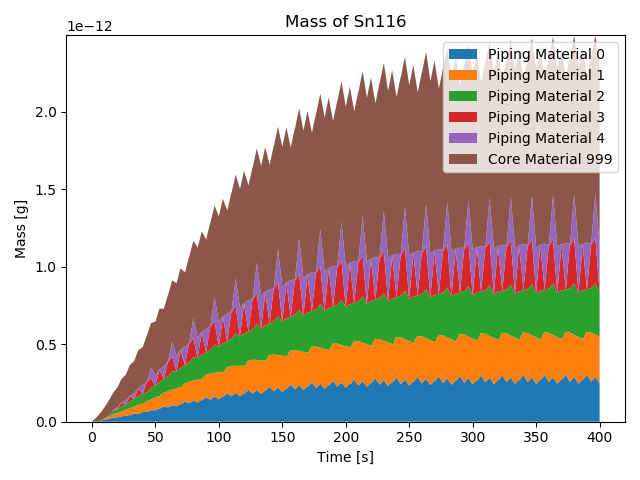 Mass of Sn116
1e−12
Piping Material 0
Piping Material 1
Piping Material 2
Piping Material 3
Piping Material 4
Core Material 999
Mass [g]
2.0
1.5
1.0
0.5
0.0
0 50 100 150 200 250 300 350 400
Time [s]